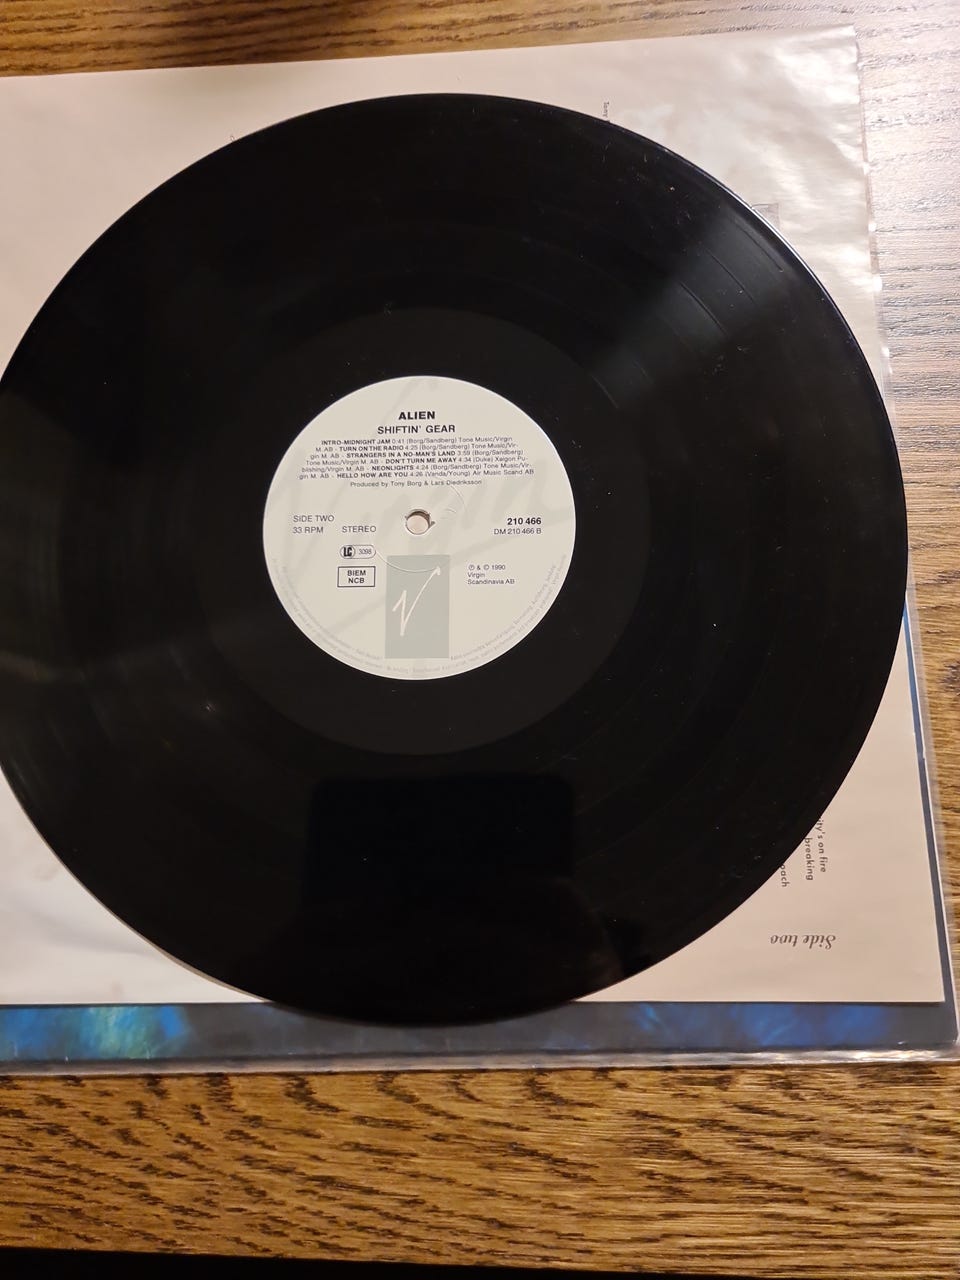 ALIEN
SHIFTIN' GEAR
INTRO-MIDNIGHT JAM 0:41 (Borg/Sandberg) Tone Music/Virgin
M. AB - TURN ON THE RADIO 4:25 (Borg/Sandberg) Tone Music/Vir-
gin M. AB - STRANGERS IN A NO-MAN'S LAND 3:59 (Borg/Sandberg)
Tone Music/Virgin M. AB - DON'T TURN ME AWAY 4:34 (Duke) Xaigon Pu-
blishing/Virgin M. AB - NEONLIGHTS 4:24 (Borg/Sandberg) Tone Music/Vir-
gin M. AB - HELLO HOW ARE YOU 4:26 (Vanda/Young) Air Music Scand AB
Produced by Tony Borg & Lars Diedriksson
SIDE TWO
33 RPM STEREO
210 466
DM 210 466 B
LC 3098
BIEM
NCB
℗ & © 1990
Virgin
Scandinavia AB
V
ity's on fire
breaking
oach
Side two
Tony